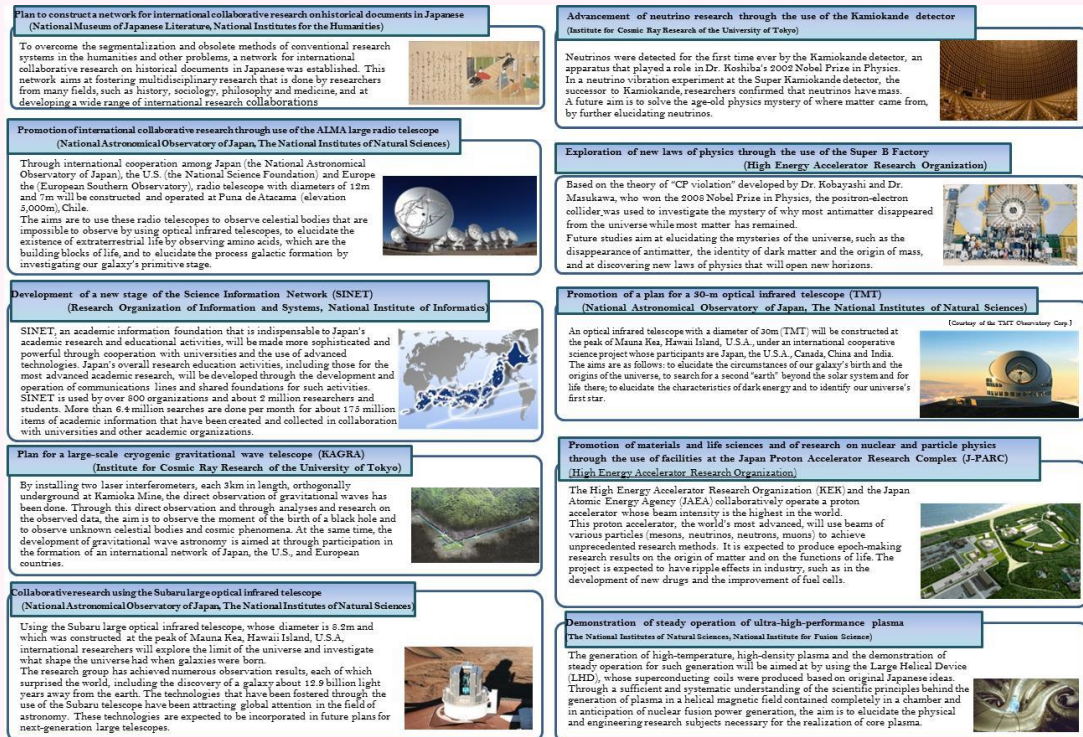 Plan to construct a network for international collaborative research on historical documents in Japanese
(National Museum of Japanese Literature, National Institutes for the Humanities)
To overcome the segmentalization and obsolete methods of conventional research
systems in the humanities and other problems, a network for international
collaborative research on historical documents in Japanese was established. This
network aims at fostering multidisciplinary research that is done by researchers
from many fields, such as history, sociology, philosophy and medicine, and at
developing a wide range of international research collaborations
Promotion of international collaborative research through use of the ALMA large radio telescope
(National Astronomical Observatory of Japan, The National Institutes of Natural Sciences)
Through international cooperation among Japan (the National Astronomical
Observatory of Japan), the U.S. (the National Science Foundation) and Europe
the (European Southern Observatory), radio telescope with diameters of 12m
and 7m will be constructed and operated at Puna de Atacama (elevation
5,000m), Chile.
The aims are to use these radio telescopes to observe celestial bodies that are
impossible to observe by using optical infrared telescopes, to elucidate the
existence of extraterrestrial life by observing amino acids, which are the
building blocks of life, and to elucidate the process galactic formation by
investigating our galaxy's primitive stage.
Development of a new stage of the Science Information Network (SINET)
(Research Organization of Information and Systems, National Institute of Informatics)
SINET, an academic information foundation that is indispensable to Japan's
academic research and educational activities, will be made more sophisticated and
powerful through cooperation with universities and the use of advanced
technologies. Japan's overall research education activities, including those for the
most advanced academic research, will be developed through the development and
operation of communications lines and shared foundations for such activities.
SINET is used by over 800 organizations and about 2 million researchers and
students. More than 6.4 million searches are done per month for about 175 million
items of academic information that have been created and collected in collaboration
with universities and other academic organizations.
Plan for a large-scale cryogenic gravitational wave telescope (KAGRA)
(Institute for Cosmic Ray Research of the University of Tokyo)
By installing two laser interferometers, each 3km in length, orthogonally
underground at Kamioka Mine, the direct observation of gravitational waves has
been done. Through this direct observation and through analyses and research on
the observed data, the aim is to observe the moment of the birth of a black hole and
to observe unknown celestial bodies and cosmic phenomena. At the same time, the
development of gravitational wave astronomy is aimed at through participation in
the formation of an international network of Japan, the U.S., and European
countries.
Collaborative research using the Subaru large optical infrared telescope
(National Astronomical Observatory of Japan, The National Institutes of Natural Sciences)
Using the Subaru large optical infrared telescope, whose diameter is 8.2m and
which was constructed at the peak of Mauna Kea, Hawaii Island, U.S.A,
international researchers will explore the limit of the universe and investigate
what shape the universe had when galaxies were born.
The research group has achieved numerous observation results, each of which
surprised the world, including the discovery of a galaxy about 12.9 billion light
years away from the earth. The technologies that have been fostered through the
use of the Subaru telescope have been attracting global attention in the field of
astronomy. These technologies are expected to be incorporated in future plans for
next-generation large telescopes.
Advancement of neutrino research through the use of the Kamiokande detector
(Institute for Cosmic Ray Research of the University of Tokyo)
Neutrinos were detected for the first time ever by the Kamiokande detector, an
apparatus that played a role in Dr. Koshiba's 2002 Nobel Prize in Physics.
In a neutrino vibration experiment at the Super Kamiokande detector, the
successor to Kamiokande, researchers confirmed that neutrinos have mass.
A future aim is to solve the age-old physics mystery of where matter came from,
by further elucidating neutrinos.
Exploration of new laws of physics through the use of the Super B Factory
(High Energy Accelerator Research Organization)
Based on the theory of "CP violation" developed by Dr. Kobayashi and Dr.
Masukawa, who won the 2008 Nobel Prize in Physics, the positron-electron
collider was used to investigate the mystery of why most antimatter disappeared
from the universe while most matter has remained.
Future studies aim at elucidating the mysteries of the universe, such as the
disappearance of antimatter, the identity of dark matter and the origin of mass,
and at discovering new laws of physics that will open new horizons.
Promotion of a plan for a 30-m optical infrared telescope (TMT)
(National Astronomical Observatory of Japan, The National Institutes of Natural Sciences)
(Courtesy of the TMT Observatory Corp.)
An optical infrared telescope with a diameter of 30m (TMT) will be constructed at
the peak of Mauna Kea, Hawaii Island, U.S.A., under an international cooperative
science project whose participants are Japan, the U.S.A., Canada, China and India.
The aims are as follows: to elucidate the circumstances of our galaxy's birth and the
origins of the universe, to search for a second "earth" beyond the solar system and for
life there; to elucidate the characteristics of dark energy and to identify our universe's
first star.
Promotion of materials and life sciences and of research on nuclear and particle physics
through the use of facilities at the Japan Proton Accelerator Research Complex (J-PARC)
(High Energy Accelerator Research Organization)
The High Energy Accelerator Research Organization (KEK) and the Japan
Atomic Energy Agency (JAEA) collaboratively operate a proton
accelerator whose beam intensity is the highest in the world.
This proton accelerator, the world's most advanced, will use beams of
various particles (mesons, neutrinos, neutrons, muons) to achieve
unprecedented research methods. It is expected to produce epoch-making
research results on the origin of matter and on the functions of life. The
project is expected to have ripple effects in industry, such as in the
development of new drugs and the improvement of fuel cells.
Demonstration of steady operation of ultra-high-performance plasma
(The National Institutes of Natural Sciences, National Institute for Fusion Science)
The generation of high-temperature, high-density plasma and the demonstration of
steady operation for such generation will be aimed at by using the Large Helical Device
(LHD), whose superconducting coils were produced based on original Japanese ideas.
Through a sufficient and systematic understanding of the scientific principles behind the
generation of plasma in a helical magnetic field contained completely in a chamber and
in anticipation of nuclear fusion power generation, the aim is to elucidate the physical
and engineering research subjects necessary for the realization of core plasma.